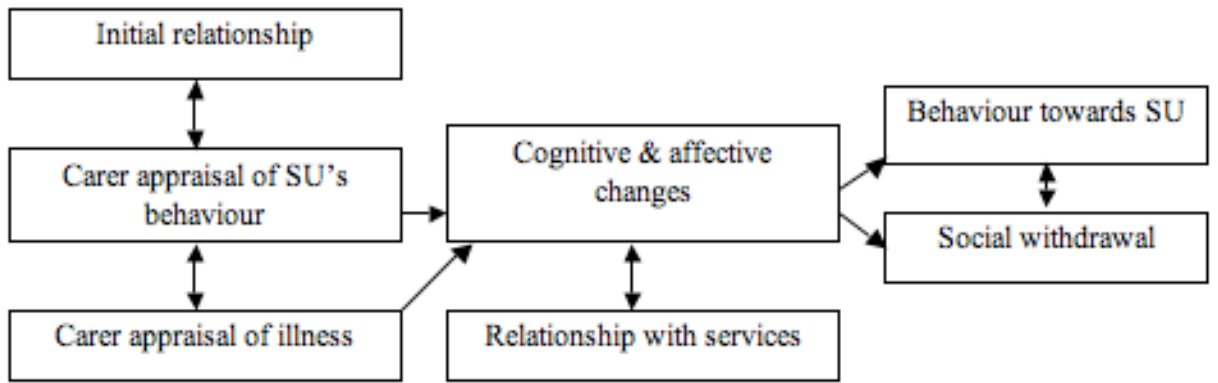 Initial relationship
Carer appraisal of SU's
behaviour
Carer appraisal of illness
Cognitive & affective
changes
Relationship with services
Behaviour towards SU
Social withdrawal